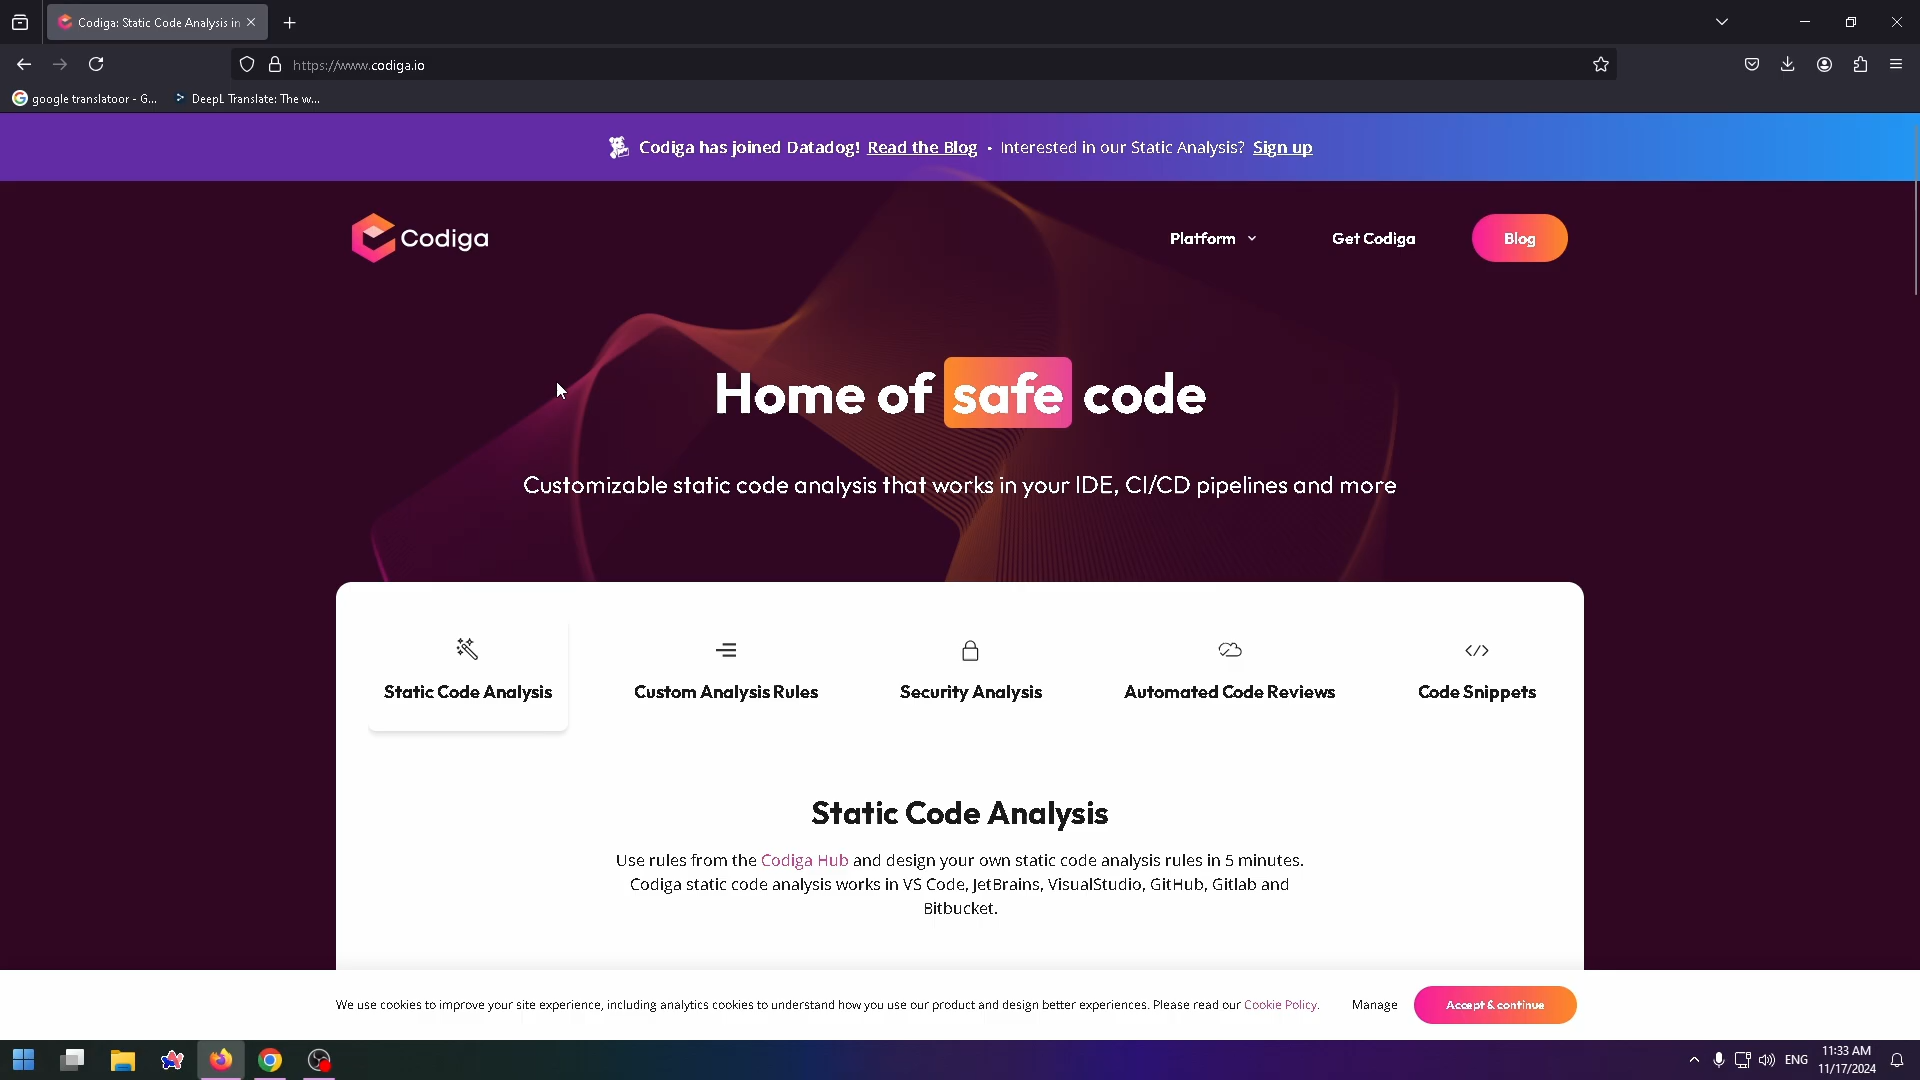 Codiga: Static Code Analysis in
https://www.codiga.io
google translatoor - G...
DeepL Translate: The w...
Codiga has joined Datadog! Read the Blog • Interested in our Static Analysis? Sign up
Codiga
Platform
Get Codiga
Blog
Home of safe code
Customizable static code analysis that works in your IDE, CI/CD pipelines and more
Static Code Analysis
Custom Analysis Rules
Security Analysis
Automated Code Reviews
Code Snippets
Static Code Analysis
Use rules from the Codiga Hub and design your own static code analysis rules in 5 minutes.
Codiga static code analysis works in VS Code, JetBrains, VisualStudio, GitHub, Gitlab and
Bitbucket.
We use cookies to improve your site experience, including analytics cookies to understand how you use our product and design better experiences. Please read our Cookie Policy.
Manage
Accept & continue
ENG
11:33 AM
11/17/2024